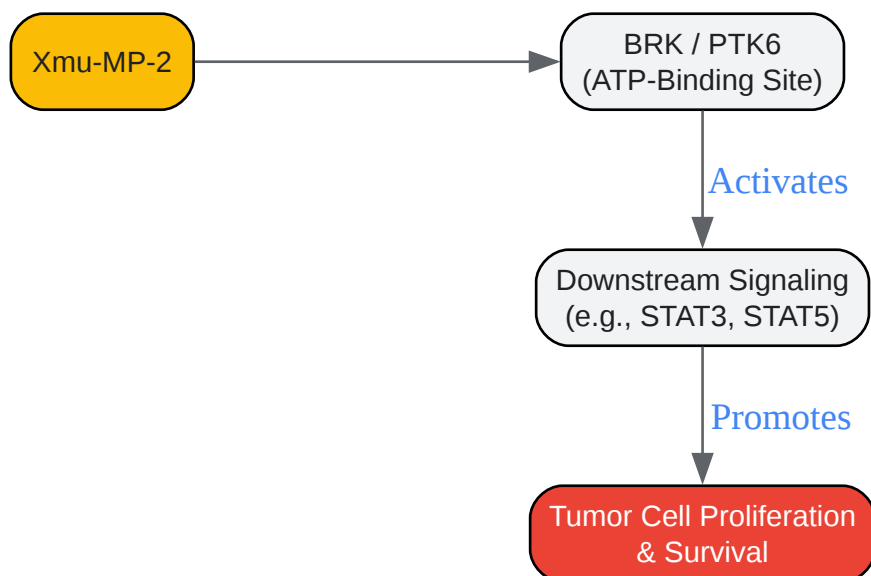 Xmu-MP-2
BRK / PTK6
(ATP-Binding Site)
Activates
Downstream Signaling
(e.g., STAT3, STAT5)
Promotes
Tumor Cell Proliferation
& Survival